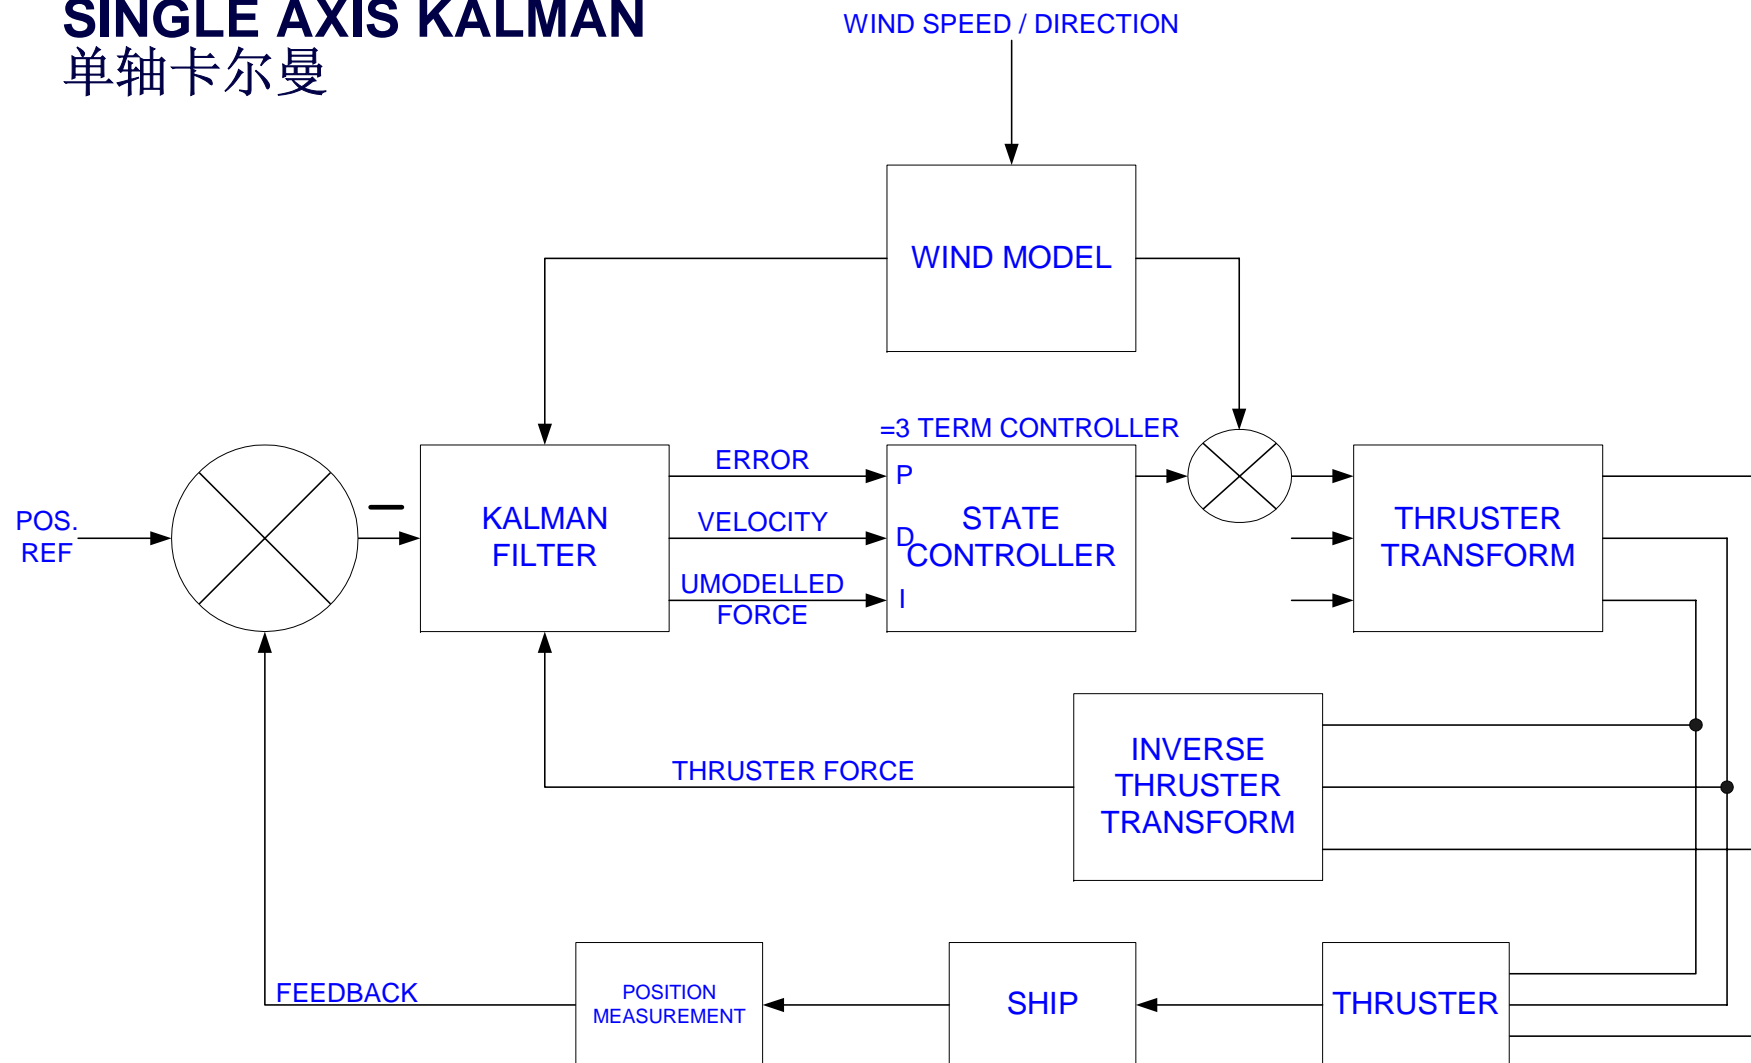 SINGLE AXIS KALMAN
单轴卡尔曼
WIND SPEED / DIRECTION
WIND MODEL
=3 TERM CONTROLLER
POS.
REF
KALMAN
FILTER
ERROR
VELOCITY
UMODELLED
FORCE
P
D
I
STATE
CONTROLLER
THRUSTER
TRANSFORM
THRUSTER FORCE
INVERSE
THRUSTER
TRANSFORM
FEEDBACK
POSITION
MEASUREMENT
SHIP
THRUSTER